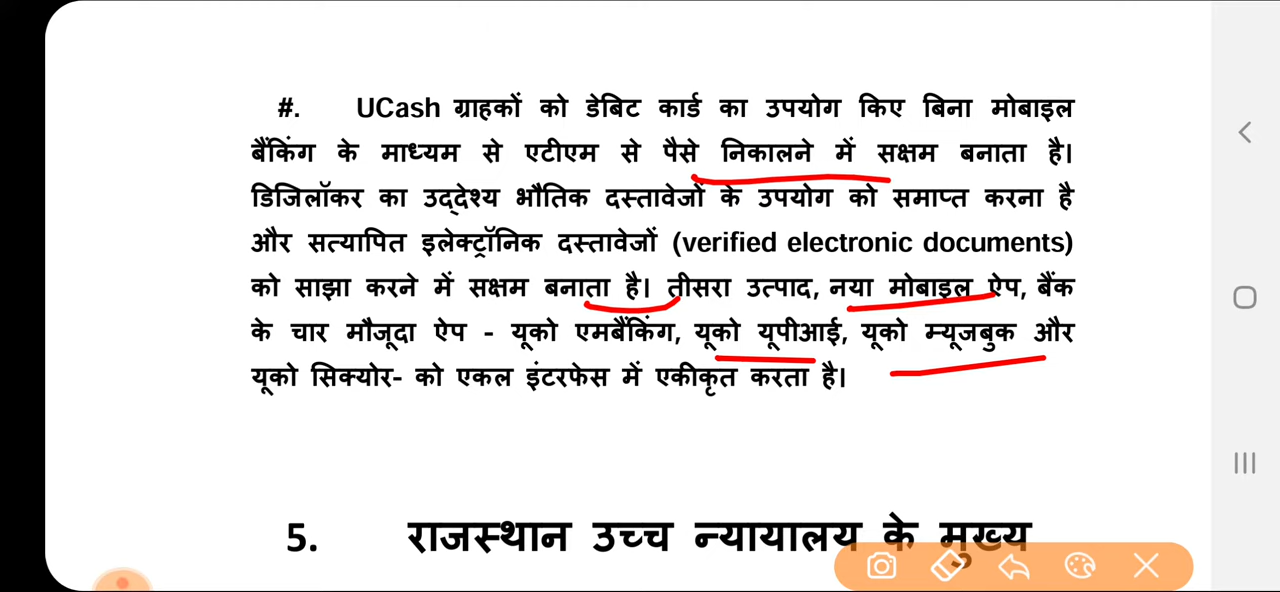 #. UCash ग्राहकों को डेबिट कार्ड का उपयोग किए बिना मोबाइल
बैंकिंग के माध्यम से एटीएम से पैसे निकालने में सक्षम बनाता है।
डिजिलॉकर का उद्देश्य भौतिक दस्तावेजों के उपयोग को समाप्त करना है
और सत्यापित इलेक्ट्रॉनिक दस्तावेजों (verified electronic documents)
को साझा करने में सक्षम बनाता है। तीसरा उत्पाद, नया मोबाइल ऐप, बैंक
के चार मौजूदा ऐप - यूको एमबैंकिंग, यूको यूपीआई, यूको म्यूजबुक और
यूको सिक्योर- को एकल इंटरफेस में एकीकृत करता है।
5. राजस्थान उच्च न्यायालय के मुख्य